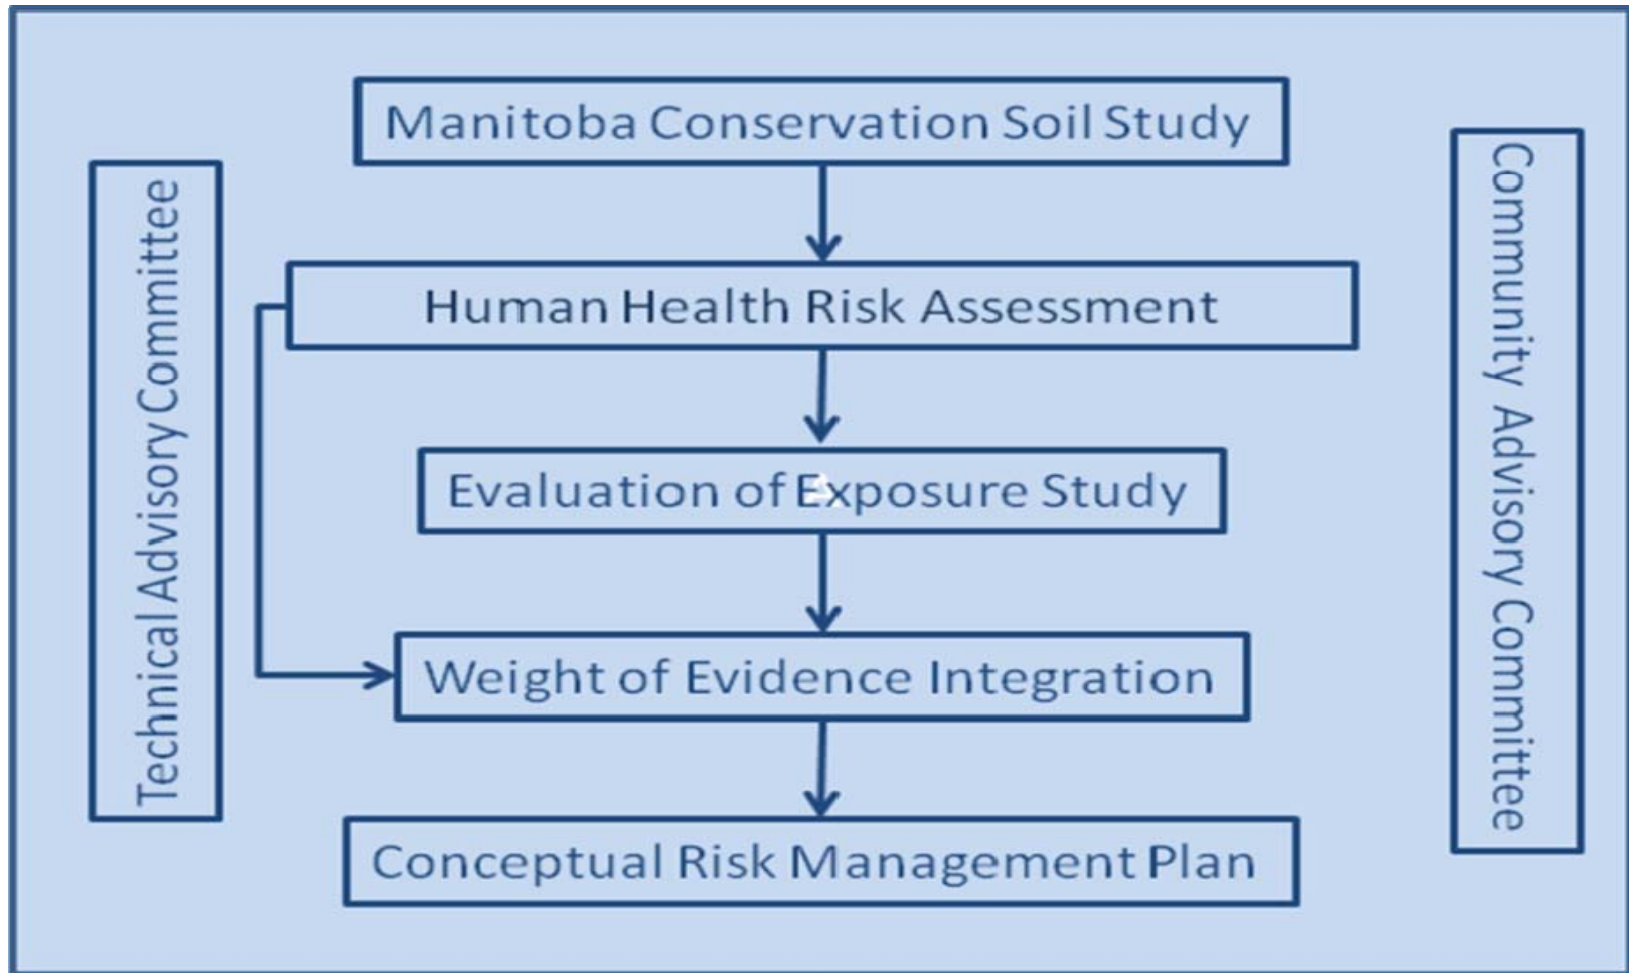 Manitoba Conservation Soil Study
Technical Advisory Committee
Community Advisory Committee
Human Health Risk Assessment
Evaluation of Exposure Study
Weight of Evidence Integration
Conceptual Risk Management Plan